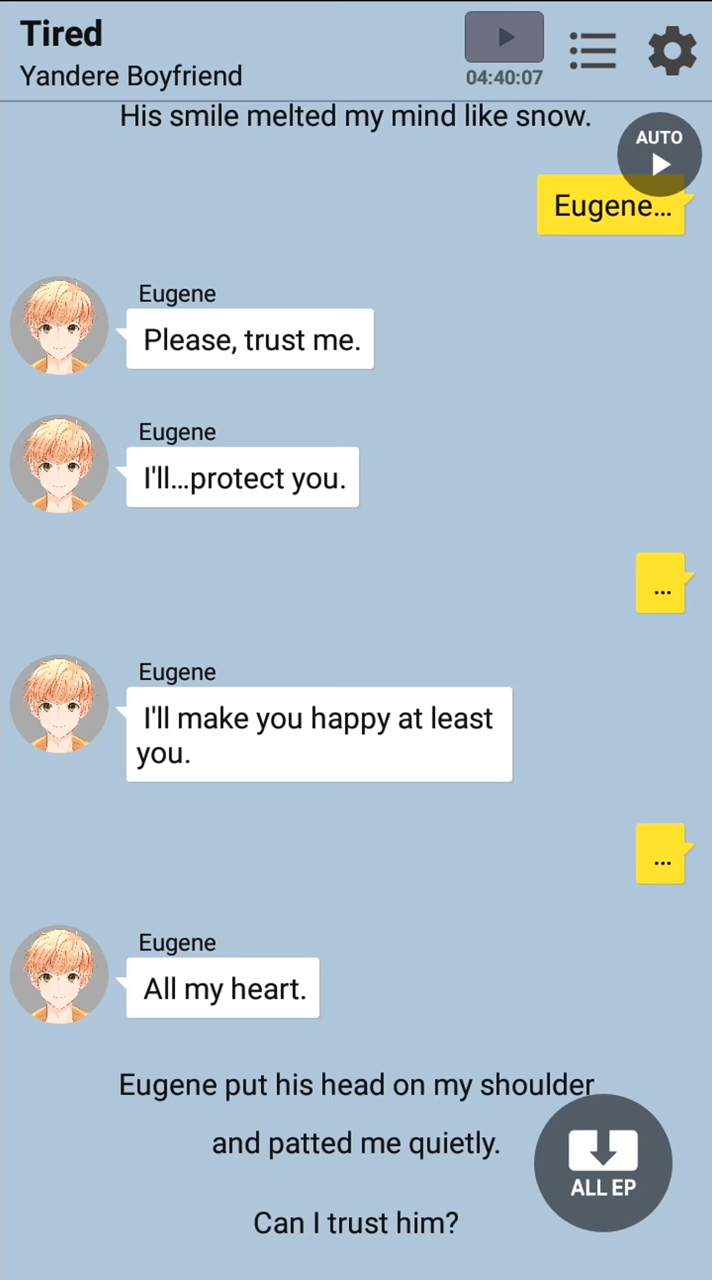 Tired
Yandere Boyfriend
04:40:07
His smile melted my mind like snow.
AUTO
Eugene...
Eugene
Please, trust me.
Eugene
I'll...protect you.
...
Eugene
I'll make you happy at least
you.
...
Eugene
All my heart.
Eugene put his head on my shoulder
and patted me quietly.
ALL EP
Can I trust him?